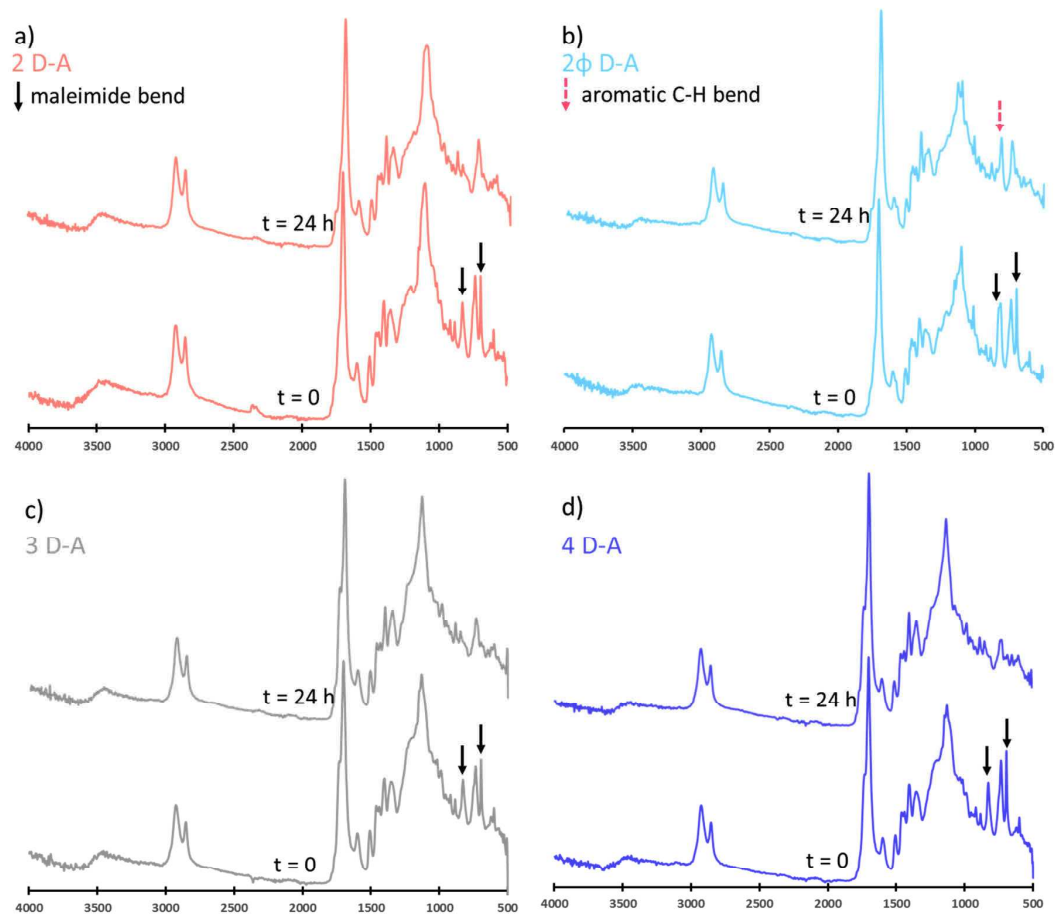 a)
2 D-A
maleimide bend
t = 24 h
t = 0
4000 3500 3000 2500 2000 1500 1000 500
b)
2ϕ D-A
aromatic C-H bend
t = 24 h
t = 0
4000 3500 3000 2500 2000 1500 1000 500
c)
3 D-A
t = 24 h
t = 0
4000 3500 3000 2500 2000 1500 1000 500
d)
4 D-A
t = 24 h
t = 0
4000 3500 3000 2500 2000 1500 1000 500